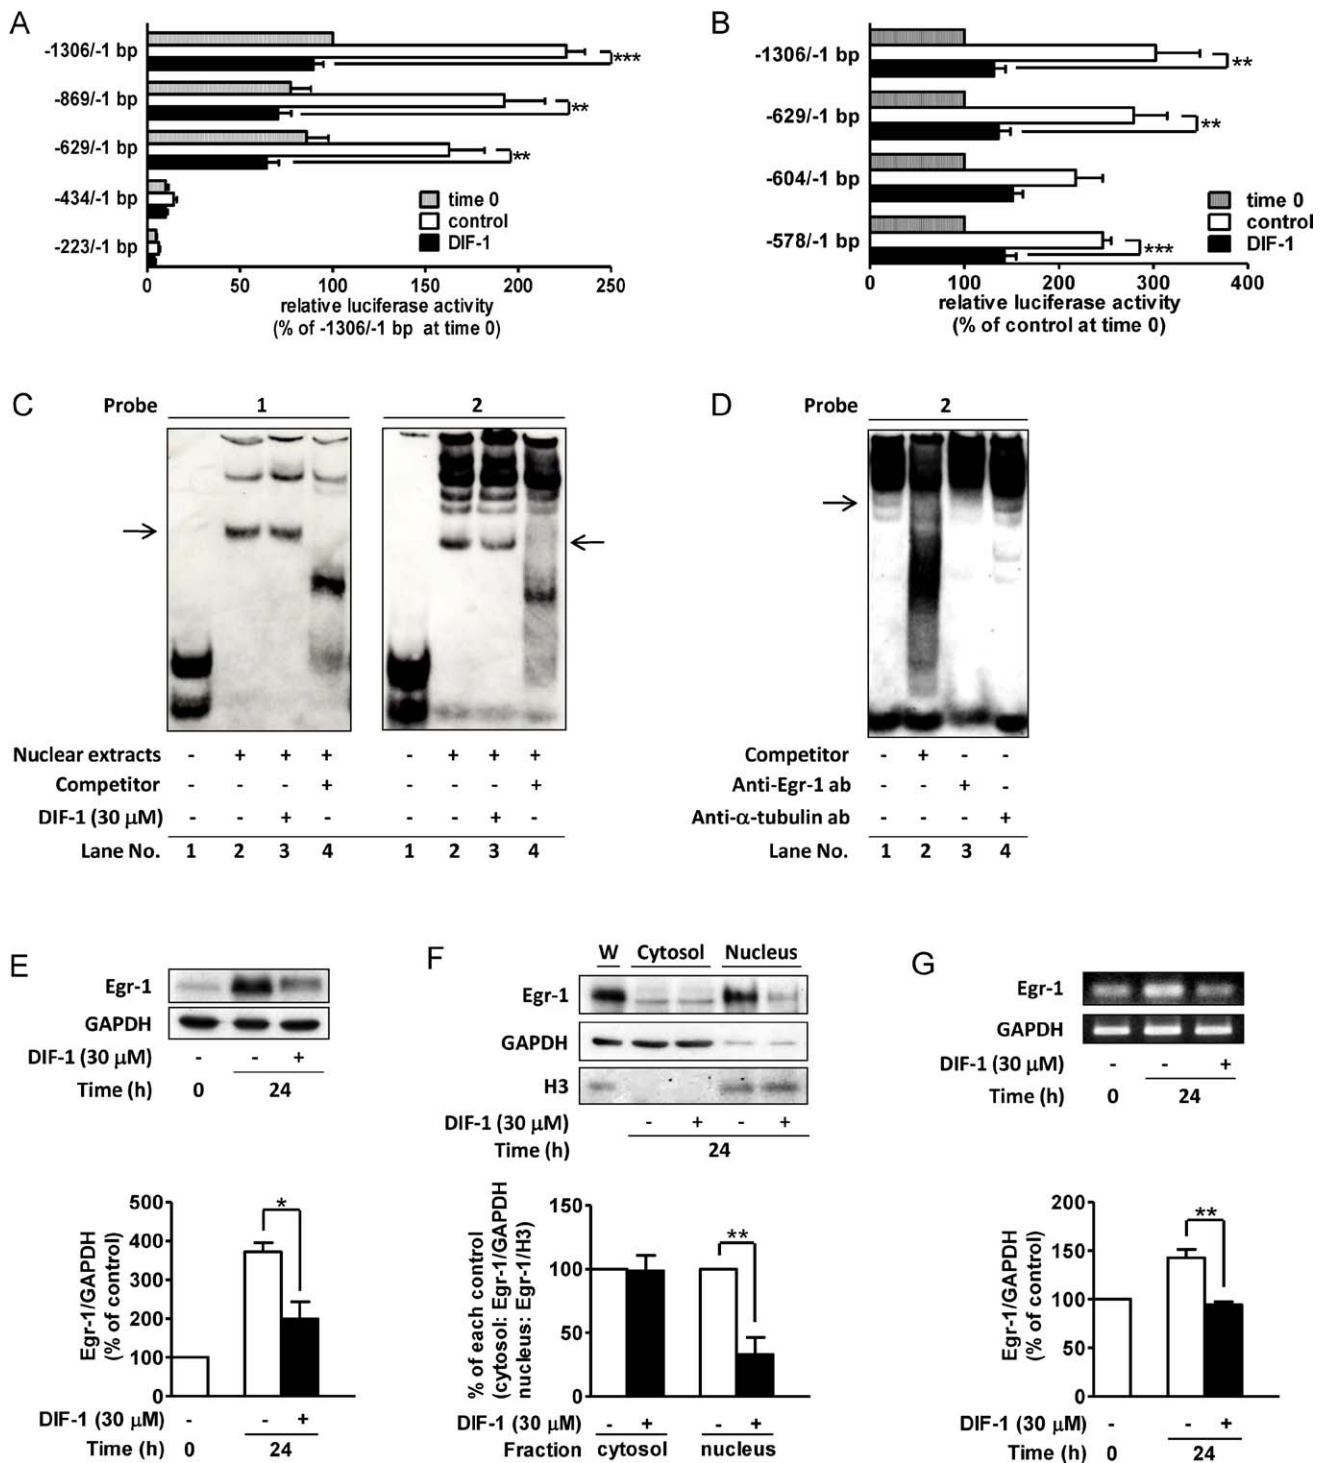 A
-1306/-1 bp
***
-869/-1 bp
**
-629/-1 bp
**
-434/-1 bp
-223/-1 bp
time 0
control
DIF-1
0 50 100 150 200 250
relative luciferase activity
(% of -1306/-1 bp at time 0)
B
-1306/-1 bp
**
-629/-1 bp
**
-604/-1 bp
-578/-1 bp
***
time 0
control
DIF-1
0 100 200 300 400
relative luciferase activity
(% of control at time 0)
C
Probe 1 2
Nuclear extracts - + + + - + + +
Competitor - - - + - - - +
DIF-1 (30 µM) - - + - - - + -
Lane No. 1 2 3 4 1 2 3 4
D
Probe 2
Competitor - + - -
Anti-Egr-1 ab - - + -
Anti-α-tubulin ab - - - +
Lane No. 1 2 3 4
E
Egr-1
GAPDH
DIF-1 (30 µM) - - +
Time (h) 0 24
Egr-1/GAPDH
(% of control)
500
400
300
200
100
0
*
DIF-1 (30 µM) - - +
Time (h) 0 24
F
W Cytosol Nucleus
Egr-1
GAPDH
H3
DIF-1 (30 µM) - + - +
Time (h) 24
% of each control
(cytosol: Egr-1/GAPDH
nucleus: Egr-1/H3)
150
100
50
0
**
DIF-1 (30 µM) - + - +
Fraction cytosol nucleus
G
Egr-1
GAPDH
DIF-1 (30 µM) - - +
Time (h) 0 24
Egr-1/GAPDH
(% of control)
200
150
100
50
0
**
DIF-1 (30 µM) - - +
Time (h) 0 24